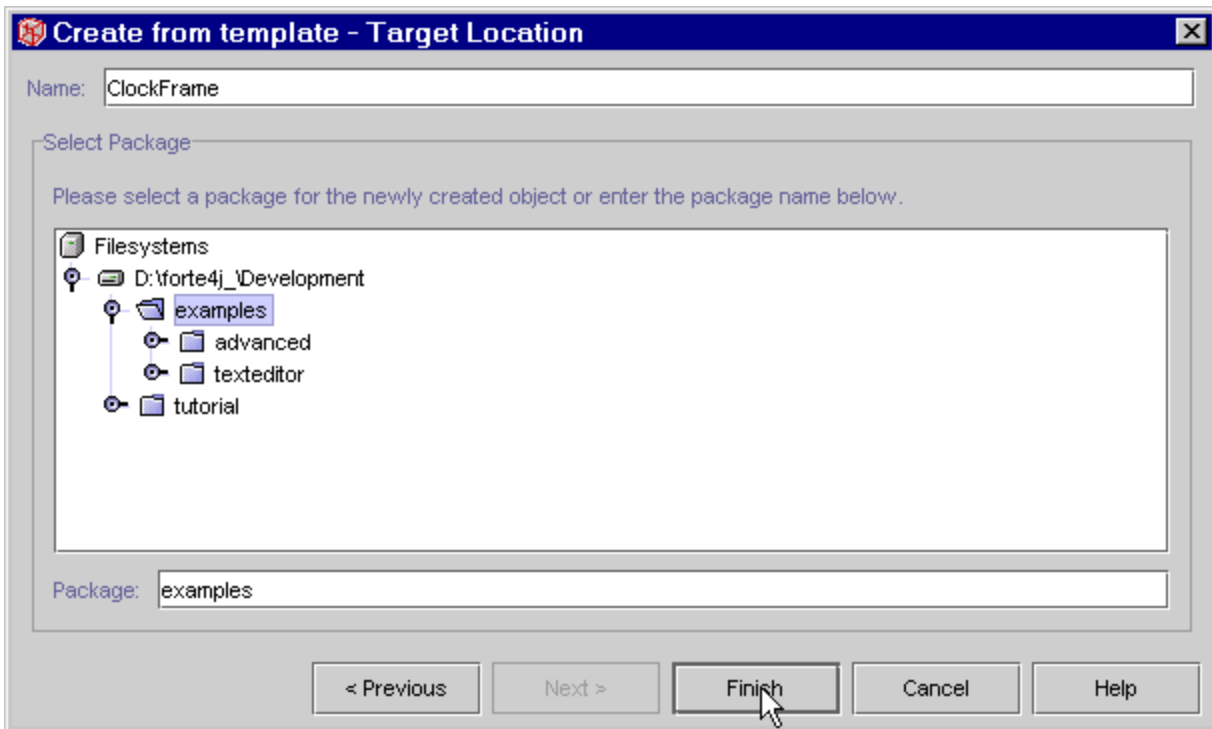 Create from template - Target Location
Name: ClockFrame
Select Package
Please select a package for the newly created object or enter the package name below.
Filesystems
D:\forte4j_\Development
examples
advanced
texteditor
tutorial
Package: examples
< Previous Next > Finish Cancel Help